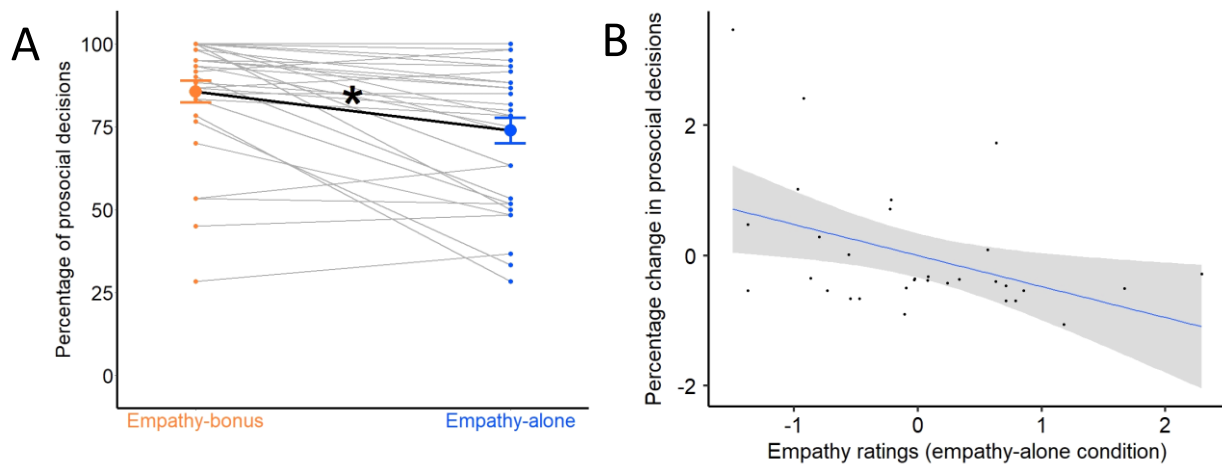 A
Percentage of prosocial decisions
100
75
50
25
0
*
Empathy-bonus
Empathy-alone
B
Percentage change in prosocial decisions
2
0
-2
-1
0
1
2
Empathy ratings (empathy-alone condition)